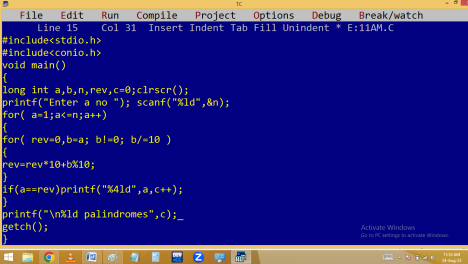 TC
File Edit Run Compile Project Options Debug Break/watch
Line 15 Col 31 Insert Indent Tab Fill Unindent * E:11AM.C
#include<stdio.h>
#include<conio.h>
void main()
{
long int a,b,n,rev,c=0;clrscr();
printf("Enter a no "); scanf("%ld",&n);
for( a=1;a<=n;a++)
{
for( rev=0,b=a; b!=0; b/=10 )
{
rev=rev*10+b%10;
}
if(a==rev)printf("%4ld",a,c++);
}
printf("\n%ld palindromes",c);_
getch();
}
Activate Windows
Go to PC settings to activate Windows.